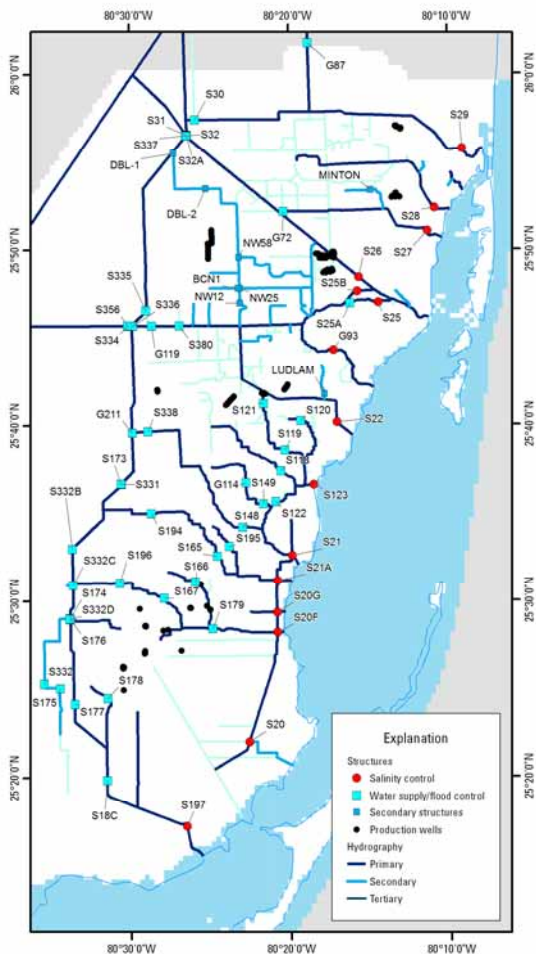 80°30'0"W 80°20'0"W 80°10'0"W
26°0'0"N
26°0'0"N
G87
S30
S31
S32
S29
S337
S32A
DBL-1
MINTON
DBL-2
S28
G72
S27
25°50'0"N
25°50'0"N
NW58
S26
BCN1
S25B
S335
NW12
NW25
S336
S356
S25A
S25
S334
G93
G119
S380
LUDLAM
S120
S121
S22
25°40'0"N
25°40'0"N
G211
S338
S119
S118
S173
G114
S149
S331
S123
S332B
S122
S148
S194
S195
S21
S165
S332C
S196
S166
S21A
S174
S167
25°30'0"N
25°30'0"N
S332D
S179
S20G
S176
S20F
S332
S178
S175
S177
S20
25°20'0"N
25°20'0"N
S18C
S197
Explanation
Structures
Salinity control
Water supply/flood control
Secondary structures
Production wells
Hydrography
Primary
Secondary
Tertiary
80°30'0"W 80°20'0"W 80°10'0"W